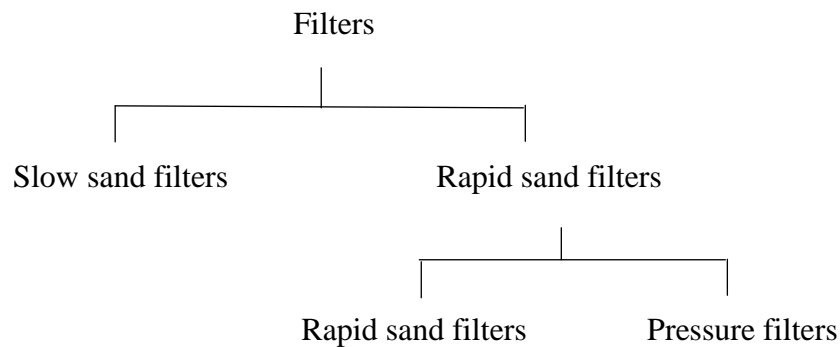 Filters
Slow sand filters
Rapid sand filters
Rapid sand filters
Pressure filters